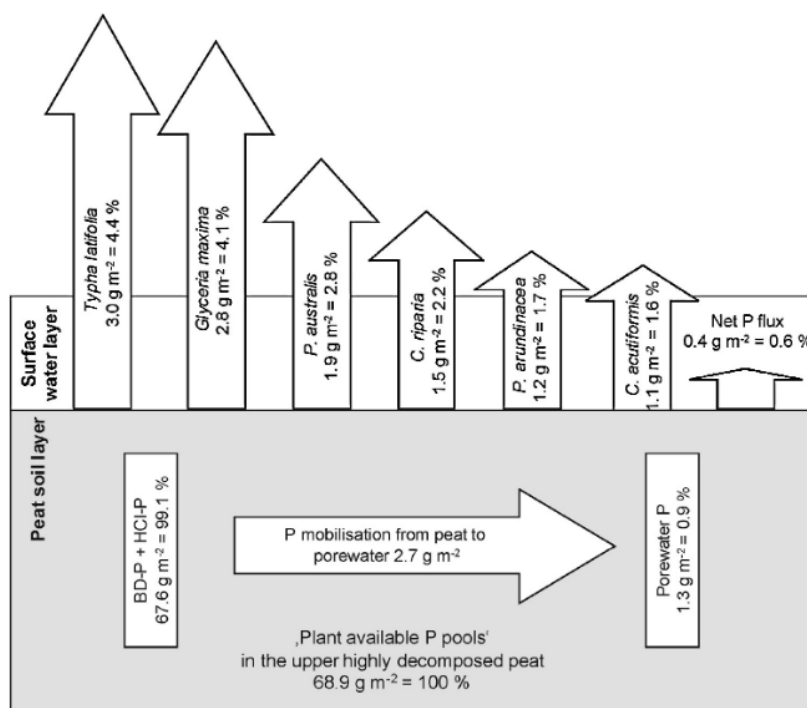 Typha latifolia
3.0 g m⁻² = 4.4 %
Glyceria maxima
2.8 g m⁻² = 4.1 %
P. australis
1.9 g m⁻² = 2.8 %
C. riparia
1.5 g m⁻² = 2.2 %
P. arundinacea
1.2 g m⁻² = 1.7 %
C. acutiformis
1.1 g m⁻² = 1.6 %
Net P flux
0.4 g m⁻² = 0.6 %
Surface
water layer
Peat soil layer
BD-P + HCl-P
67.6 g m⁻² = 99.1 %
P mobilisation from peat to
porewater 2.7 g m⁻²
Porewater P
1.3 g m⁻² = 0.9 %
‚Plant available P pools‘
in the upper highly decomposed peat
68.9 g m⁻² = 100 %